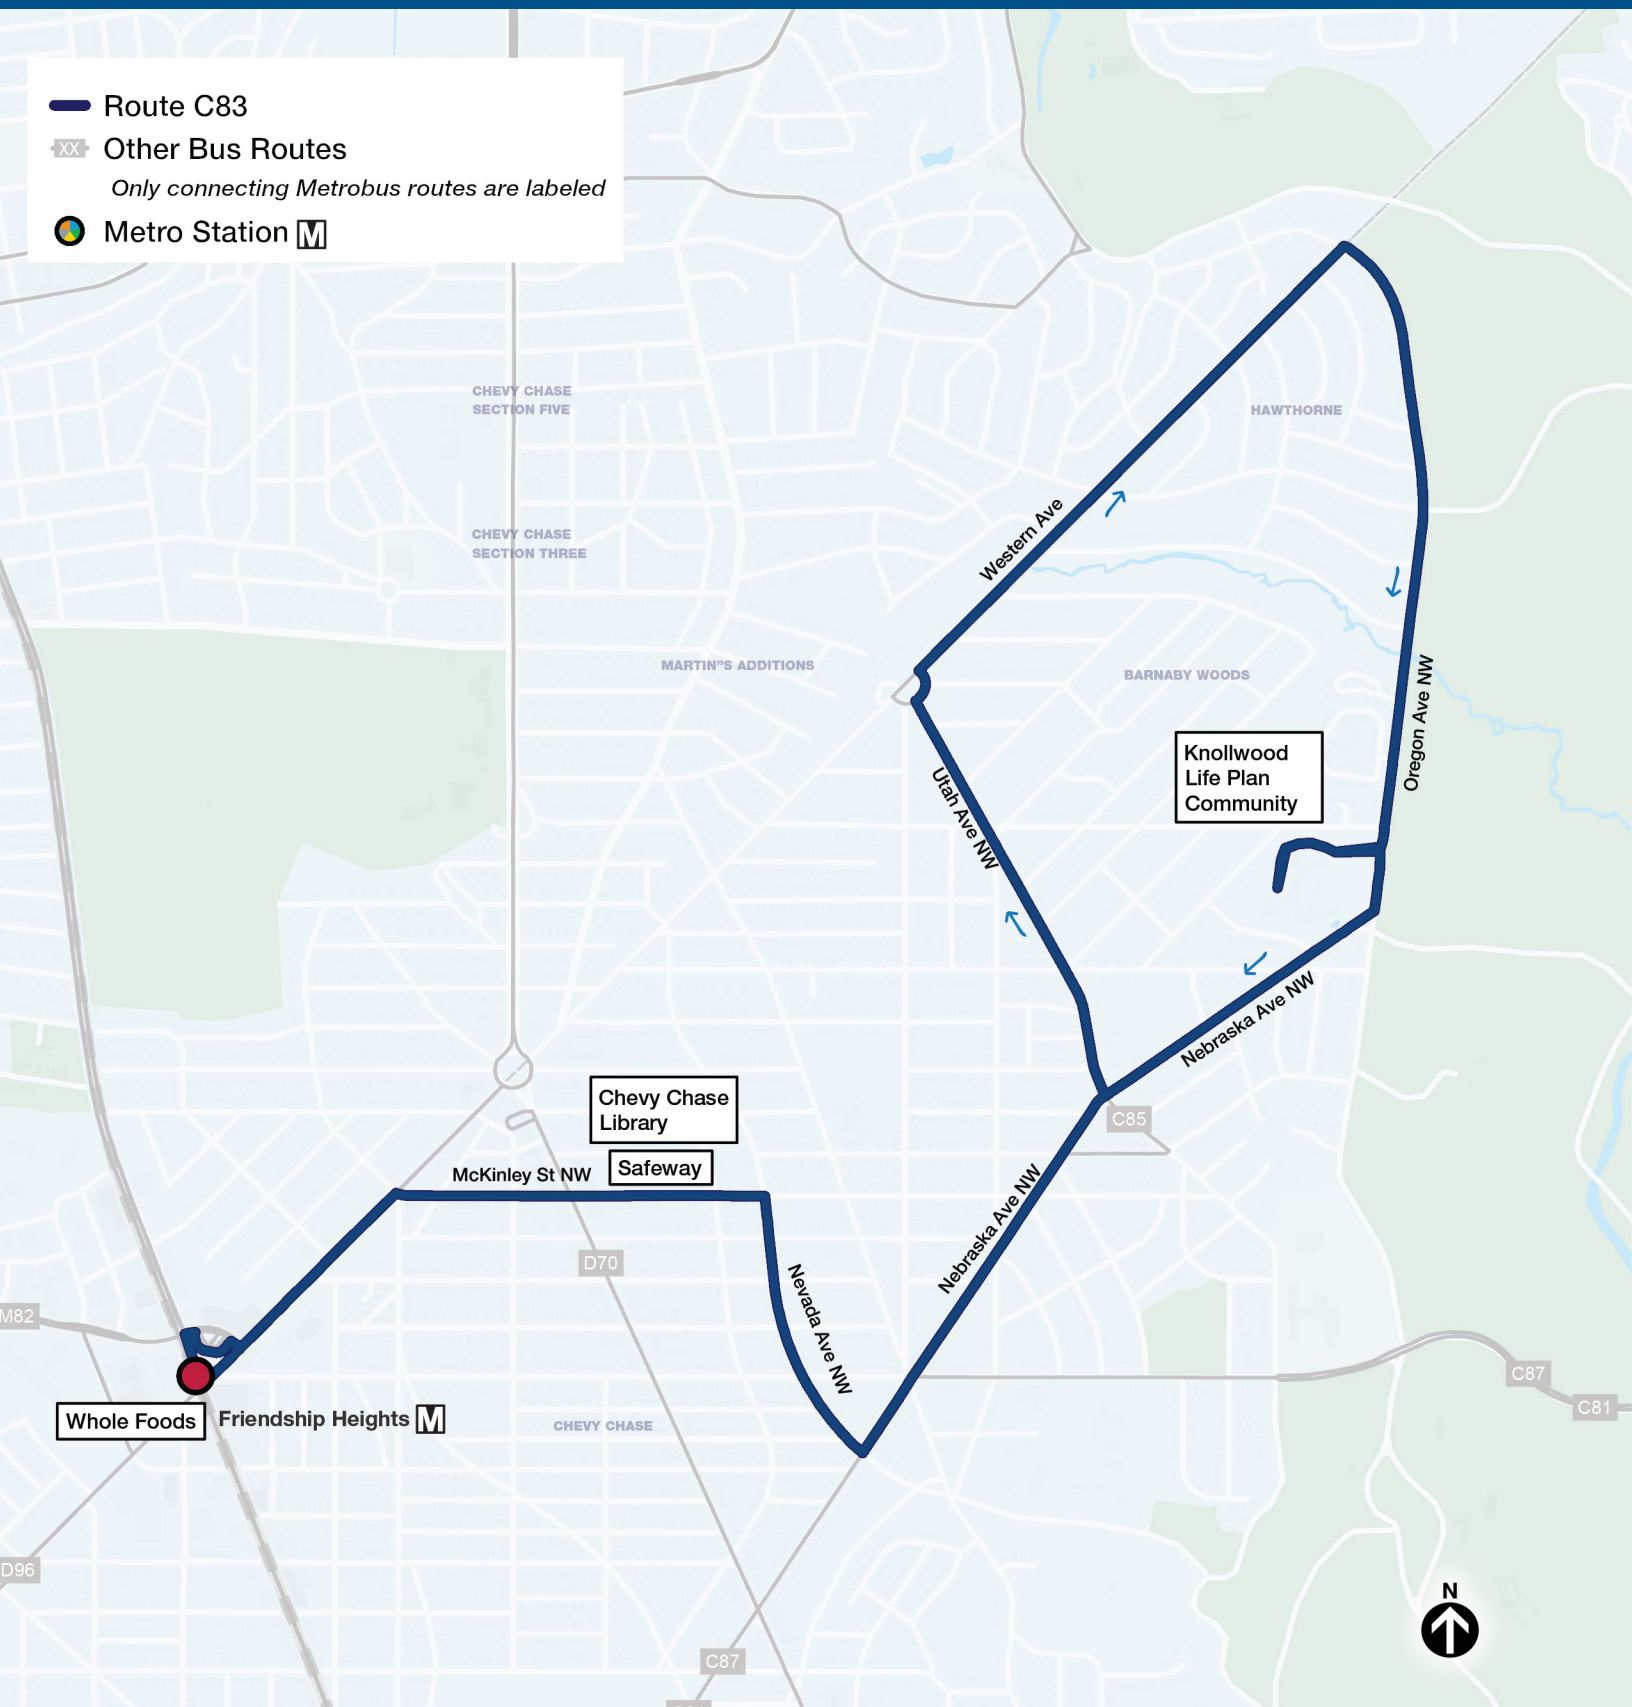 Route C83
XX Other Bus Routes
Only connecting Metrobus routes are labeled
Metro Station M
CHEVY CHASE
SECTION FIVE
HAWTHORNE
Western Ave
CHEVY CHASE
SECTION THREE
MARTIN"S ADDITIONS
BARNABY WOODS
Oregon Ave NW
Knollwood
Life Plan
Community
Utah Ave NW
Nebraska Ave NW
Chevy Chase
Library
C85
McKinley St NW
Safeway
Nebraska Ave NW
D70
Nevada Ave NW
M82
C87
C81
Whole Foods
Friendship Heights M
CHEVY CHASE
D96
N
C87